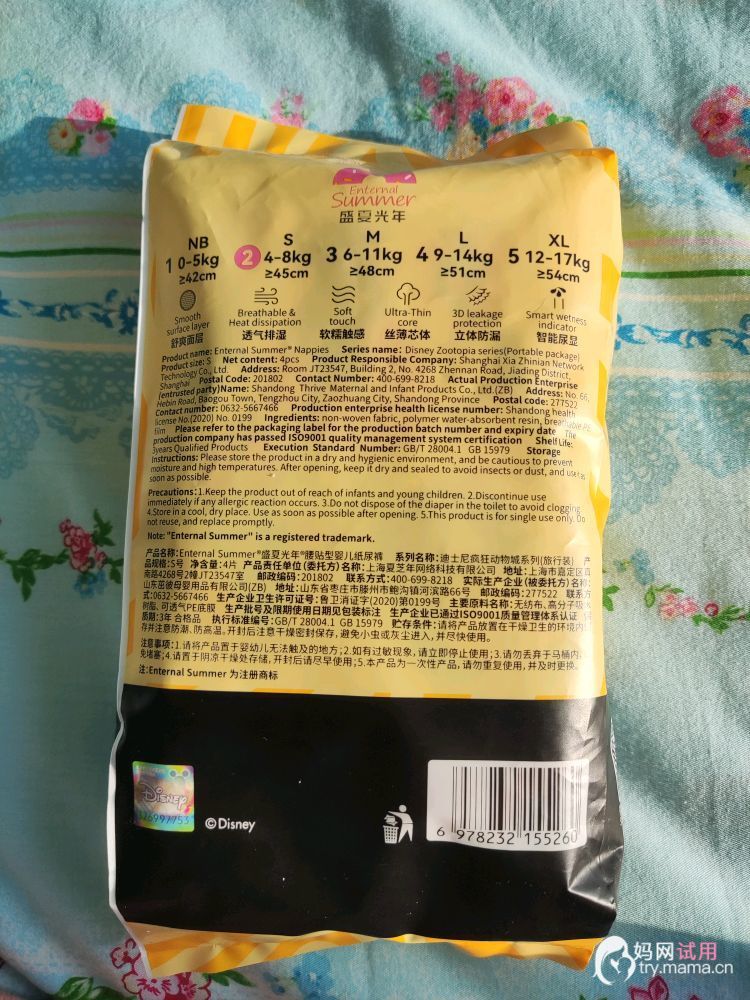 Enternal
Summer
盛夏光年
NB S M L XL
1 0-5kg 2 4-8kg 3 6-11kg 4 9-14kg 5 12-17kg
≥42cm ≥45cm ≥48cm ≥51cm ≥54cm
Smooth surface layer Breathable & Heat dissipation Soft touch Ultra-Thin core 3D leakage protection Smart wetness indicator
舒爽面层 透气排湿 软糯触感 丝薄芯体 立体防漏 智能尿显
Product name: Enternal Summer® Nappies Series name: Disney Zootopia series(Portable package)
Product size: S Net content: 4pcs Product Responsible Company: Shanghai Xia Zhinian Network
Technology Co., Ltd. Address: Room JT23547, Building 2, No. 4268 Zhennan Road, Jiading District,
Shanghai Postal Code: 201802 Contact Number: 400-699-8218 Actual Production Enterprise
(entrusted party)Name: Shandong Thrive Maternal and Infant Products Co., Ltd.(ZB) Address: No. 66,
Hebin Road, Baogou Town, Tengzhou City, Zaozhuang City, Shandong Province Postal code: 277522
Contact number: 0632-5667466 Production enterprise health license number: Shandong health
license No.(2020) No. 0199 Ingredients: non-woven fabric, polymer water-absorbent resin, breathable PE
film Please refer to the packaging label for the production batch number and expiry date The
production company has passed ISO9001 quality management system certification Shelf Life:
3years Qualified Products Execution Standard Number: GB/T 28004.1 GB 15979 Storage
Instructions: Please store the product in a dry and hygienic environment, and be cautious to prevent
moisture and high temperatures. After opening, keep it dry and sealed to avoid insects or dust, and use it as
soon as possible.
Precautions: 1.Keep the product out of reach of infants and young children. 2.Discontinue use
immediately if any allergic reaction occurs. 3.Do not dispose of the diaper in the toilet to avoid clogging
4.Store in a cool, dry place. Use as soon as possible after opening. 5.This product is for single use only. Do
not reuse, and replace promptly.
Note: "Enternal Summer" is a registered trademark.
产品名称: Enternal Summer®盛夏光年®腰贴型婴儿纸尿裤 系列名称: 迪士尼疯狂动物城系列(旅行装) 产
品规格: S号 净含量: 4片 产品责任单位(委托方)名称: 上海夏芝年网络科技有限公司 地址: 上海市嘉定区真
南路4268号2幢JT23547室 邮政编码: 201802 联系方式: 400-699-8218 实际生产企业(被委托方)名称:
山东茁彼母婴用品有限公司(ZB) 地址: 山东省枣庄市滕州市鲍沟镇河滨路66号 邮政编码: 277522 联系方
式: 0632-5667466 生产企业卫生许可证号: 鲁卫消证字(2020)第0199号 主要原料名称: 无纺布、高分子吸水
树脂、可透气PE底膜 生产批号及限期使用日期见包装标注 生产企业已通过ISO9001质量管理体系认证
质期: 3年 合格品 执行标准编号: GB/T 28004.1 GB 15979 贮存条件: 请将产品放置在干燥卫生的环境内
存并注意防潮、防高温。开封后注意干燥密封保存, 避免小虫或灰尘进入, 并尽快使用。
注意事项: 1.请将产品置于婴幼儿无法触及的地方; 2.如有过敏现象, 请立即停止使用; 3.请勿丢弃于马桶内,
免堵塞; 4.请置于阴凉干燥处存储, 开封后请尽早使用; 5.本产品为一次性产品, 请勿重复使用, 并及时更换。
注: Enternal Summer 为注册商标
Disney
©Disney
6 978232 155260
妈网试用
try.mama.cn